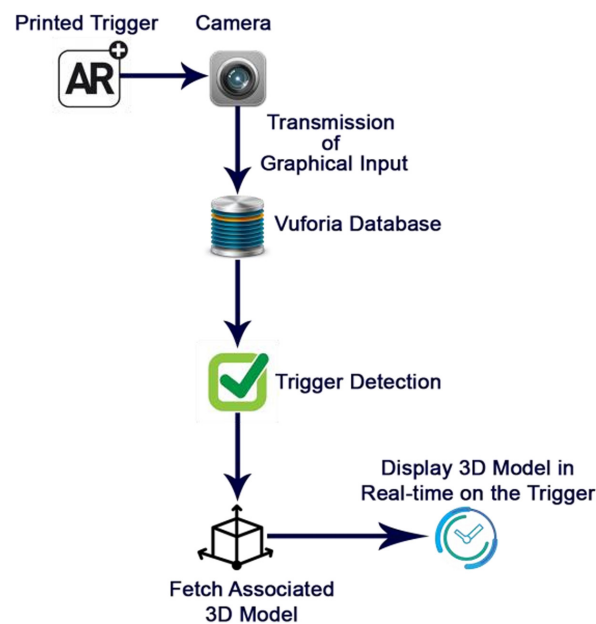 Printed Trigger
Camera
AR
Transmission
of
Graphical Input
Vuforia Database
Trigger Detection
Display 3D Model in
Real-time on the Trigger
Fetch Associated
3D Model